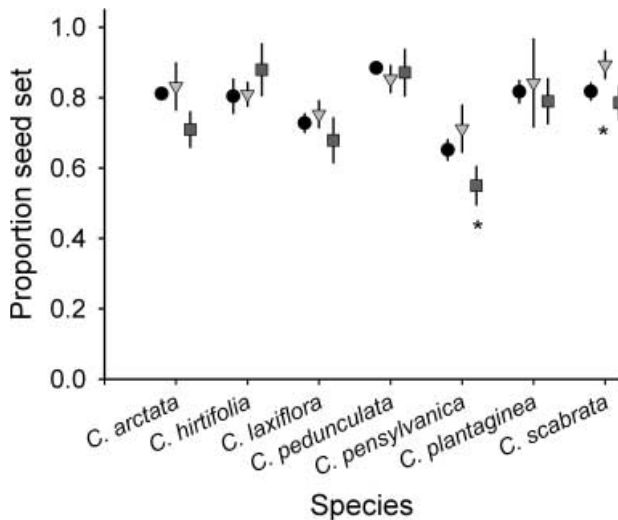 Proportion seed set
1.0
0.8
0.6
0.4
0.2
0.0
*
*
C. arctata
C. hirtifolia
C. laxiflora
C. pedunculata
C. pensylvanica
C. plantaginea
C. scabrata
Species